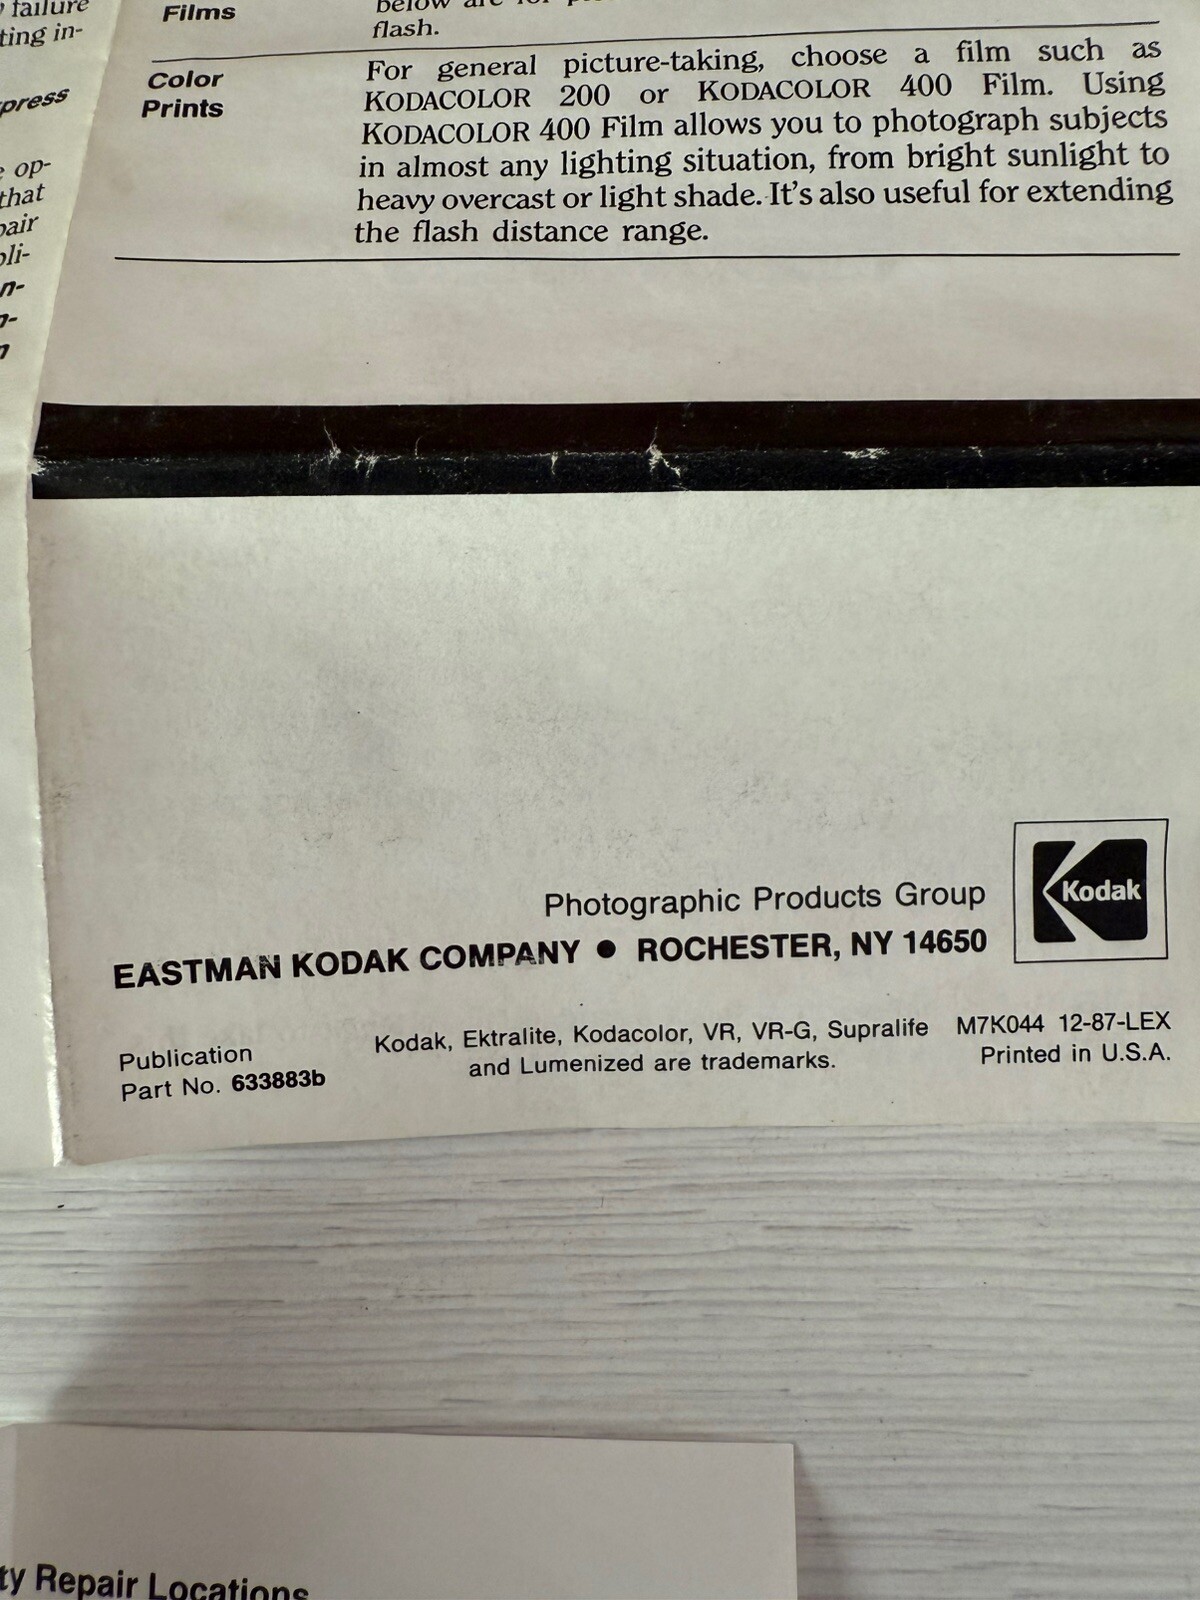 failure
ting in-
press
op-
that
pair
pli-
n-
Films
below are for
flash.
Color
Prints
For general picture-taking, choose a film such as
KODACOLOR 200 or KODACOLOR 400 Film. Using
KODACOLOR 400 Film allows you to photograph subjects
in almost any lighting situation, from bright sunlight to
heavy overcast or light shade. It's also useful for extending
the flash distance range.
Photographic Products Group
EASTMAN KODAK COMPANY ● ROCHESTER, NY 14650
Kodak
Publication
Part No. 633883b
Kodak, Ektralite, Kodacolor, VR, VR-G, Supralife
and Lumenized are trademarks.
M7K044 12-87-LEX
Printed in U.S.A.
ty Repair Locations